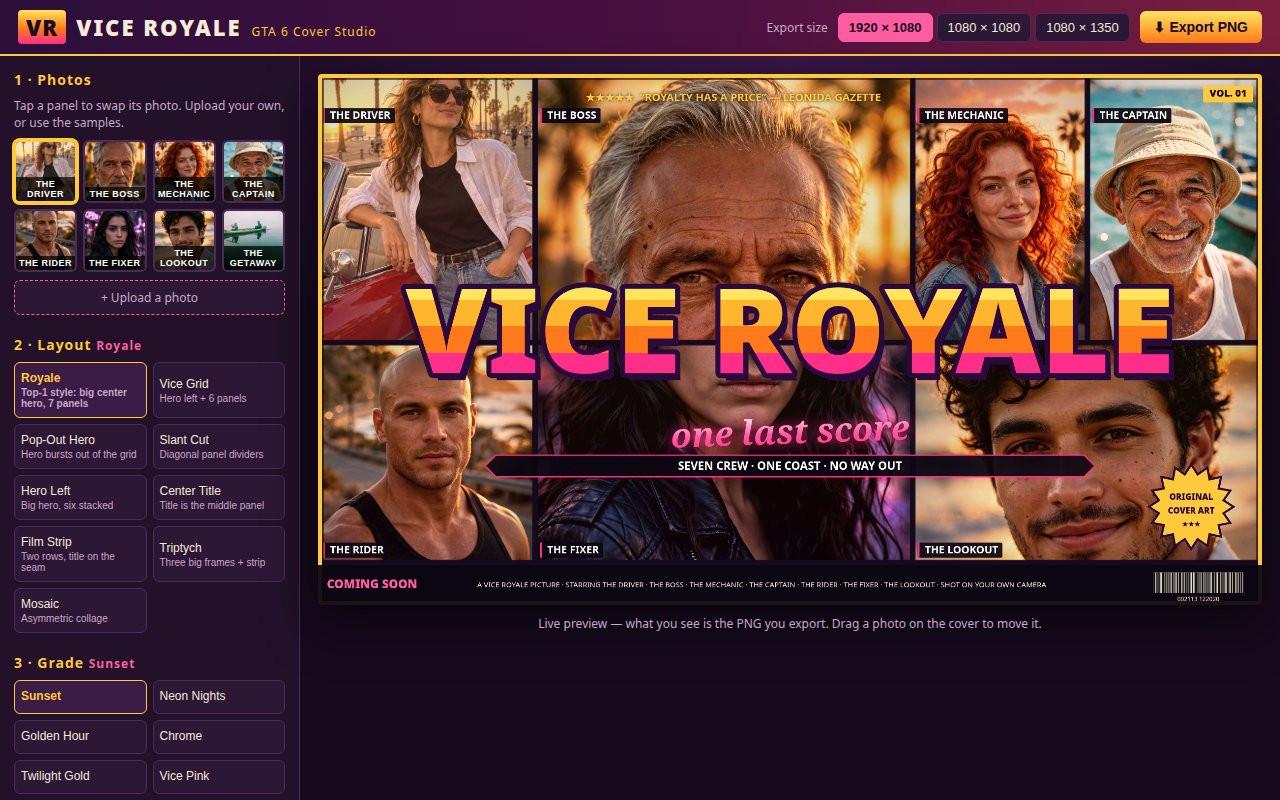 VR VICE ROYALE GTA 6 Cover Studio
Export size 1920 × 1080 1080 × 1080 1080 × 1350 ⬇ Export PNG
1 · Photos
Tap a panel to swap its photo. Upload your own,
or use the samples.
THE DRIVER THE BOSS THE MECHANIC THE CAPTAIN
THE RIDER THE FIXER THE LOOKOUT THE GETAWAY
+ Upload a photo
2 · Layout Royale
Royale
Top-1 style: big center
hero, 7 panels
Vice Grid
Hero left + 6 panels
Pop-Out Hero
Hero bursts out of the grid
Slant Cut
Diagonal panel dividers
Hero Left
Big hero, six stacked
Center Title
Title is the middle panel
Film Strip
Two rows, title on the
seam
Triptych
Three big frames + strip
Mosaic
Asymmetric collage
3 · Grade Sunset
Sunset
Neon Nights
Golden Hour
Chrome
Twilight Gold
Vice Pink
★★★★★ "ROYALTY HAS A PRICE" — LEONIDA GAZETTE
VOL. 01
THE DRIVER
THE BOSS
THE MECHANIC
THE CAPTAIN
VICE ROYALE
one last score
SEVEN CREW · ONE COAST · NO WAY OUT
ORIGINAL
COVER ART
★★★
THE RIDER
THE FIXER
THE LOOKOUT
COMING SOON
A VICE ROYALE PICTURE · STARRING THE DRIVER · THE BOSS · THE MECHANIC · THE CAPTAIN · THE RIDER · THE FIXER · THE LOOKOUT · SHOT ON YOUR OWN CAMERA
002113 122020
Live preview — what you see is the PNG you export. Drag a photo on the cover to move it.